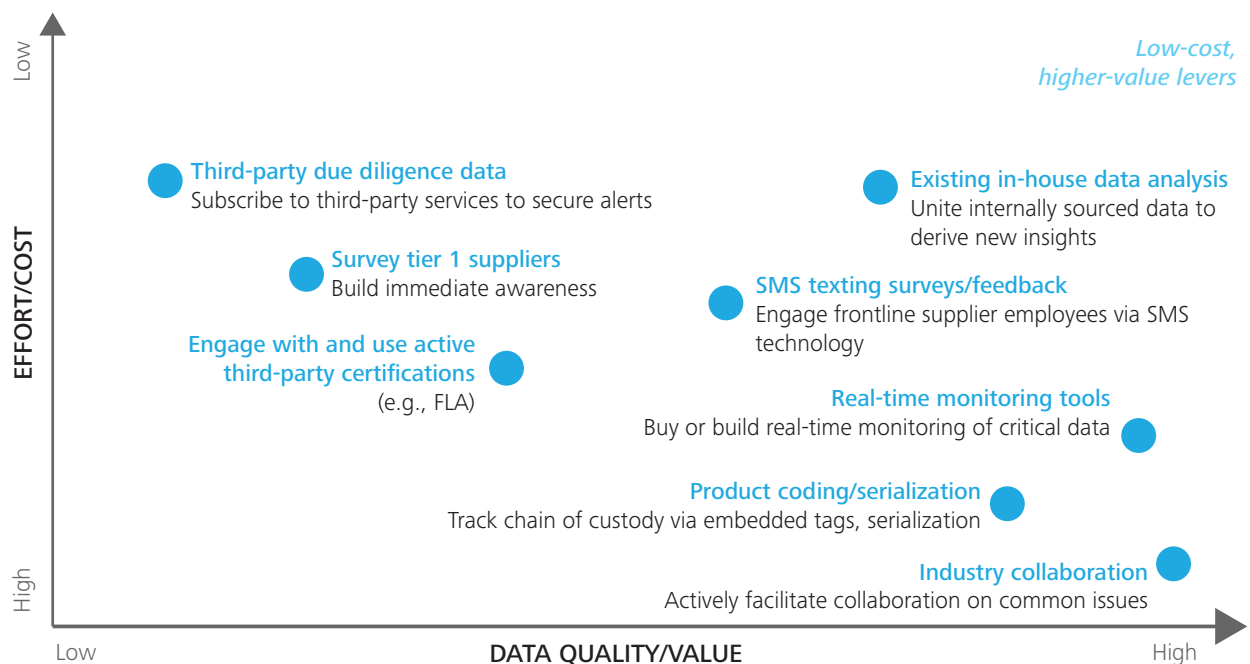 Low
Low-cost,
higher-value levers
Third-party due diligence data
Subscribe to third-party services to secure alerts
Existing in-house data analysis
Unite internally sourced data to
derive new insights
Survey tier 1 suppliers
Build immediate awareness
SMS texting surveys/feedback
Engage frontline supplier employees via SMS
technology
EFFORT/COST
Engage with and use active
third-party certifications
(e.g., FLA)
Real-time monitoring tools
Buy or build real-time monitoring of critical data
Product coding/serialization
Track chain of custody via embedded tags, serialization
Industry collaboration
Actively facilitate collaboration on common issues
High
Low
DATA QUALITY/VALUE
High